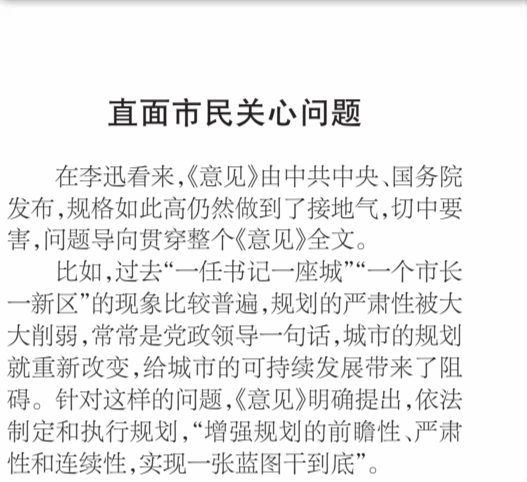 直面市民关心问题
在李迅看来，《意见》由中共中央、国务院
发布，规格如此高仍然做到了接地气，切中要
害，问题导向贯穿整个《意见》全文。
比如，过去“一任书记一座城”“一个市长
一新区”的现象比较普遍，规划的严肃性被大
大削弱，常常是党政领导一句话，城市的规划
就重新改变，给城市的可持续发展带来了阻
碍。针对这样的问题，《意见》明确提出，依法
制定和执行规划，“增强规划的前瞻性、严肃
性和连续性，实现一张蓝图干到底”。